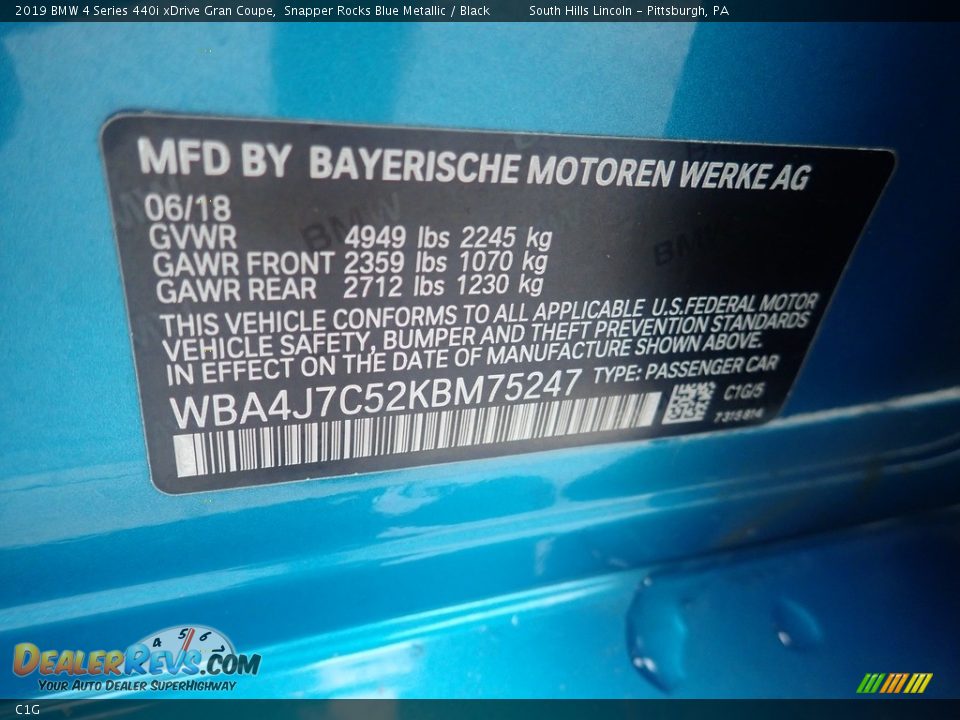 2019 BMW 4 Series 440i xDrive Gran Coupe, Snapper Rocks Blue Metallic / Black South Hills Lincoln - Pittsburgh, PA
MFD BY BAYERISCHE MOTOREN WERKE AG
06/18
GVWR 4949 lbs 2245 kg
GAWR FRONT 2359 lbs 1070 kg
GAWR REAR 2712 lbs 1230 kg
THIS VEHICLE CONFORMS TO ALL APPLICABLE U.S.FEDERAL MOTOR
VEHICLE SAFETY, BUMPER AND THEFT PREVENTION STANDARDS
IN EFFECT ON THE DATE OF MANUFACTURE SHOWN ABOVE.
WBA4J7C52KBM75247 TYPE: PASSENGER CAR
C1G/5
7318814
4 5 6
DEALERREVS.COM
YOUR AUTO DEALER SUPERHIGHWAY
C1G